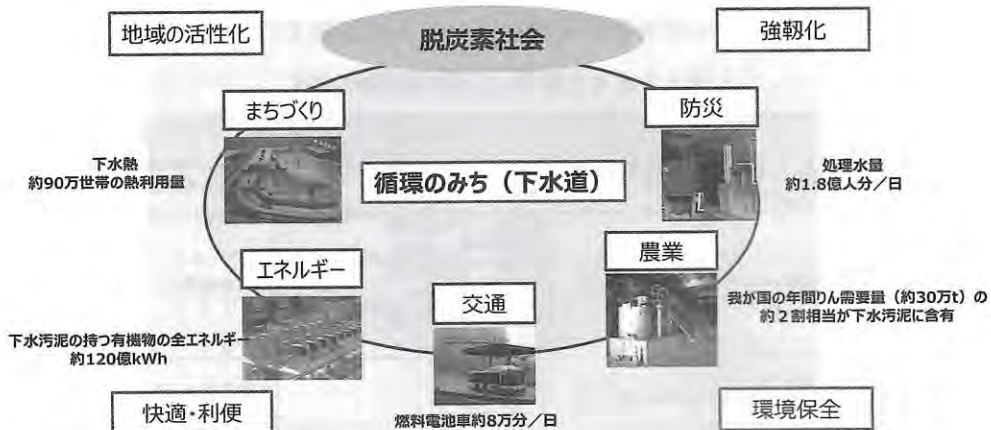 地域の活性化
脱炭素社会
強靱化
まちづくり
防災
下水熱
約90万世帯の熱利用量
循環のみち（下水道）
処理水量
約1.8億人分／日
エネルギー
農業
交通
我が国の年間りん需要量（約30万t）の
約２割相当が下水汚泥に含有
下水汚泥の持つ有機物の全エネルギー
約120億kWh
快適・利便
燃料電池車約8万分／日
環境保全